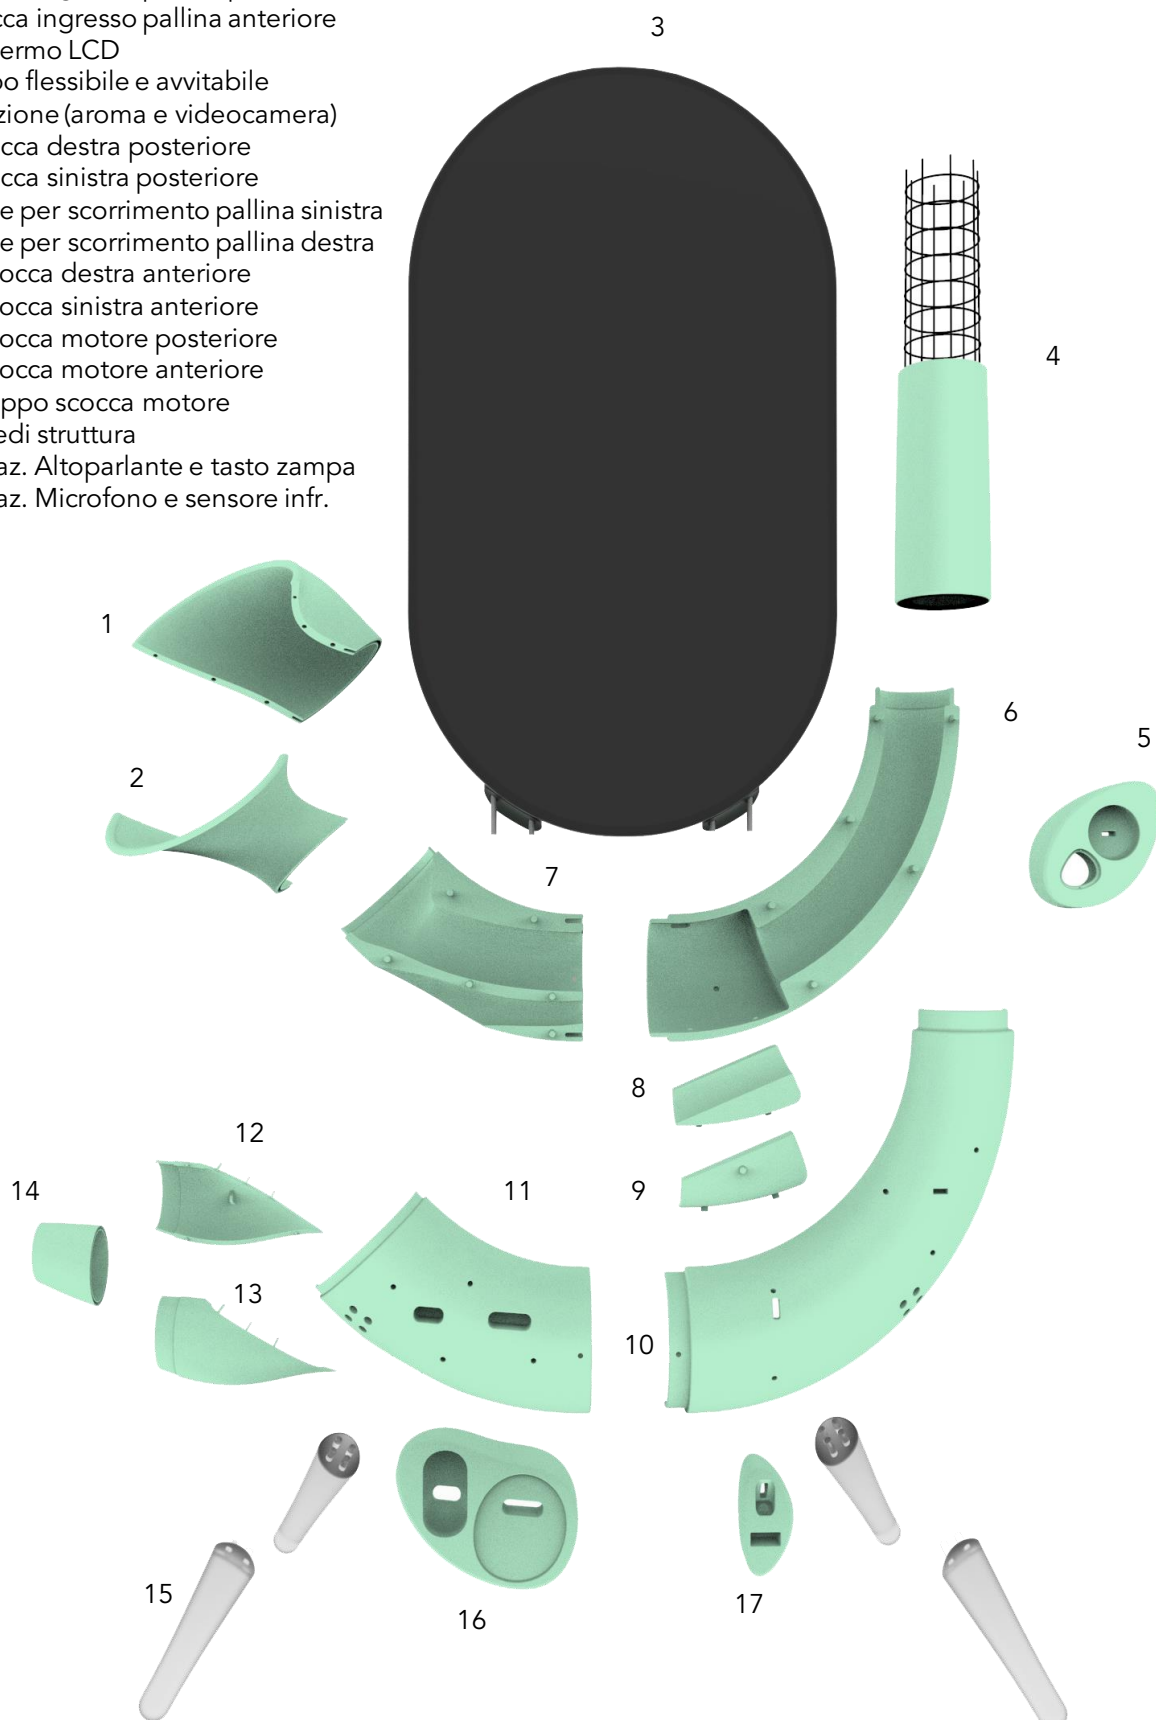 cca ingresso pallina anteriore
ermo LCD
oo flessibile e avvitabile
zione (aroma e videocamera)
cca destra posteriore
cca sinistra posteriore
e per scorrimento pallina sinistra
e per scorrimento pallina destra
occa destra anteriore
occa sinistra anteriore
occa motore posteriore
occa motore anteriore
appo scocca motore
edi struttura
az. Altoparlante e tasto zampa
az. Microfono e sensore infr.
3
4
1
6
5
2
7
8
12
14
11
9
13
10
15
17
16